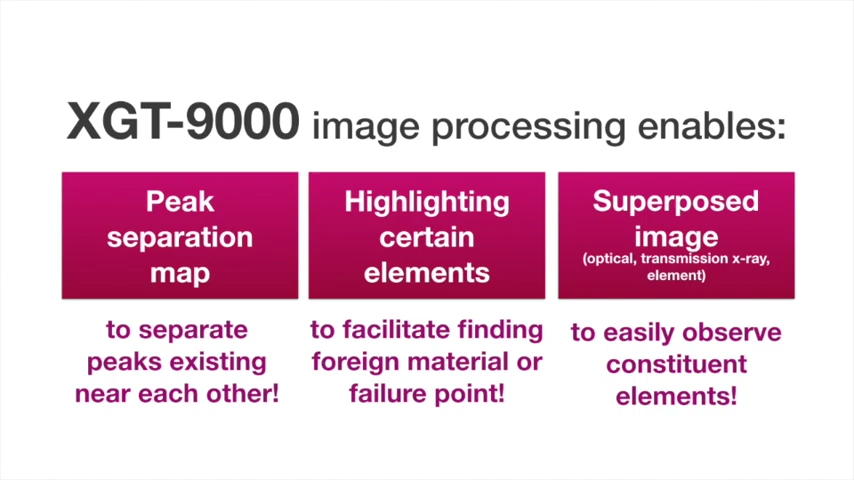 XGT-9000 image processing enables:
Peak
separation
map
to separate
peaks existing
near each other!
Highlighting
certain
elements
to facilitate finding
foreign material or
failure point!
Superposed
image
(optical, transmission x-ray,
element)
to easily observe
constituent
elements!